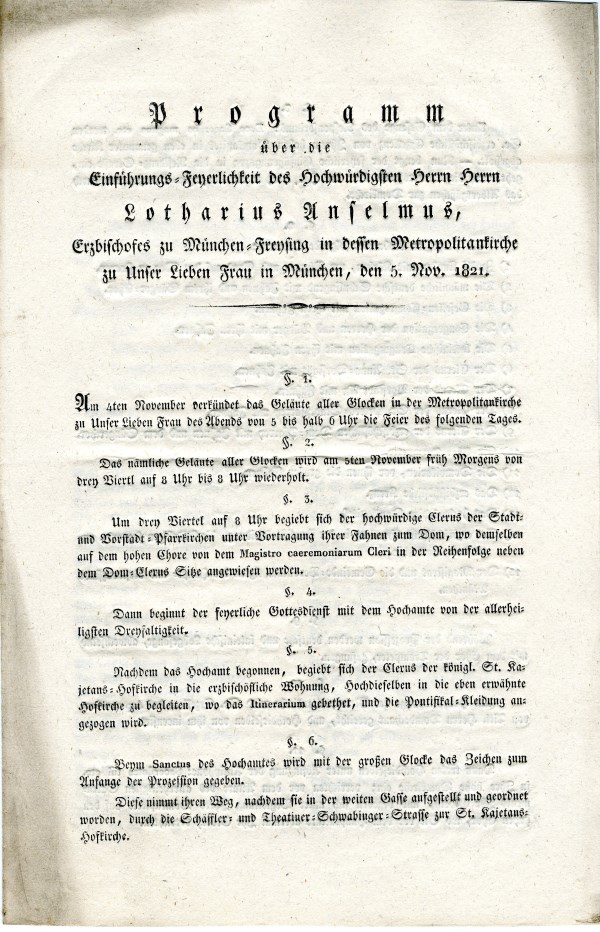 Programm
über die
Einführungs-Feyerlichkeit des Hochwürdigsten Herrn Herrn
Lotharius Anselmus,
Erzbischofes zu München-Freysing in dessen Metropolitankirche
zu Unser Lieben Frau in München, den 5. Nov. 1821.
§. 1.
Am 4ten November verkündet das Geläute aller Glocken in der Metropolitankirche
zu Unser Lieben Frau des Abends von 5 bis halb 6 Uhr die Feier des folgenden Tages.
§. 2.
Das nämliche Geläute aller Glocken wird am 5ten November früh Morgens von
drey Viertl auf 8 Uhr bis 8 Uhr wiederholt.
§. 3.
Um drey Viertel auf 8 Uhr begiebt sich der hochwürdige Clerus der Stadt-
und Vorstadt-Pfarrkirchen unter Vortragung ihrer Fahnen zum Dom, wo demselben
auf dem hohen Chore von dem Magistro caeremoniarum Cleri in der Reihenfolge neben
dem Dom-Clerus Sitze angewiesen werden.
§. 4.
Dann beginnt der feyerliche Gottesdienst mit dem Hochamte von der allerhei-
ligsten Dreyfaltigkeit.
§. 5.
Nachdem das Hochamt begonnen, begiebt sich der Clerus der königl. St. Ka-
jetans-Hofkirche in die erzbischöfliche Wohnung, Hochdieselben in die eben erwähnte
Hofkirche zu begleiten, wo das Itinerarium gebethet, und die Pontifikal-Kleidung an-
gezogen wird.
§. 6.
Beym Sanctus des Hochamtes wird mit der großen Glocke das Zeichen zum
Anfange der Prozession gegeben.
Diese nimmt ihren Weg, nachdem sie in der weiten Gasse aufgestellt und geordnet
worden, durch die Schäffler- und Theatiner-Schwabinger-Strasse zur St. Kajetans-
Hofkirche.